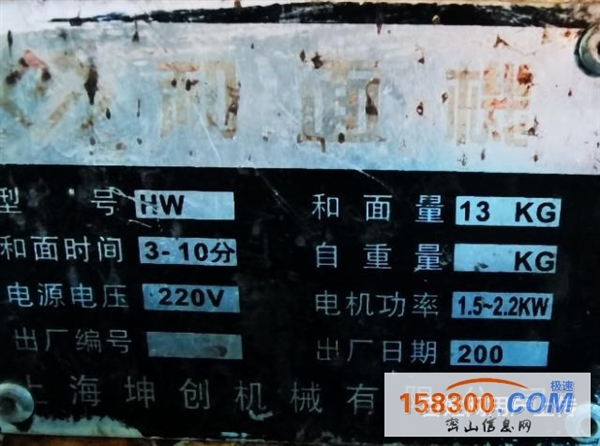 和面機
型号 HW 和面量 13 KG
和面时间 3-10分 自重量 KG
电源电压 220V 电机功率 1.5~2.2KW
出厂编号 出厂日期 200
上海坤创机械有限
极速
158300.COM
密山信息网